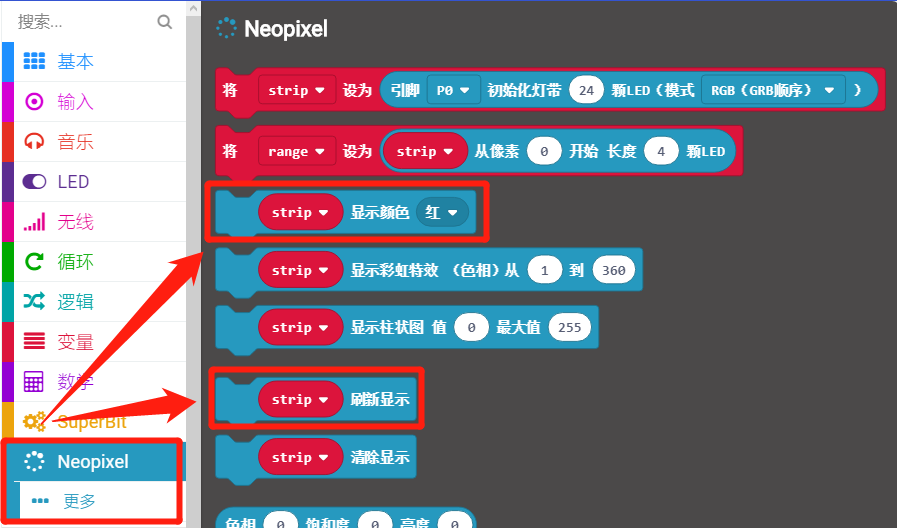 搜索...
基本
输入
音乐
LED
无线
循环
逻辑
变量
数学
SuperBit
Neopixel
更多
Neopixel
将 strip 设为 引脚 P0 初始化灯带 24 颗LED（模式 RGB（GRB顺序） ）
将 range 设为 strip 从像素 0 开始 长度 4 颗LED
strip 显示颜色 红
strip 显示彩虹特效 （色相）从 1 到 360
strip 显示柱状图 值 0 最大值 255
strip 刷新显示
strip 清除显示
色相 0 饱和度 0 亮度 0